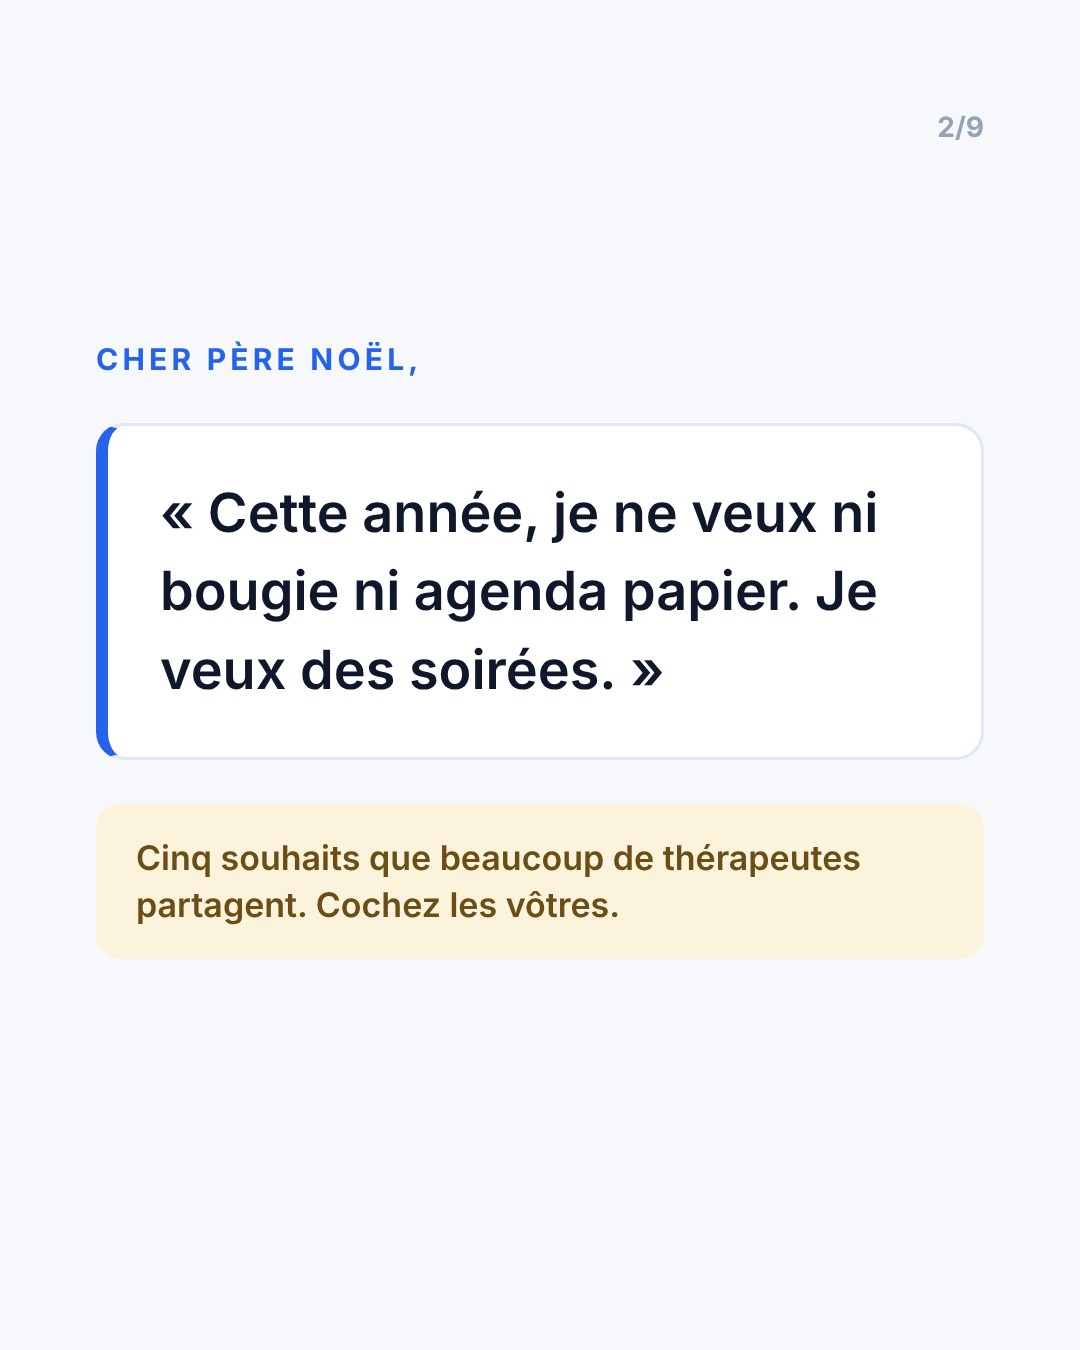 2/9
CHER PÈRE NOËL,
« Cette année, je ne veux ni
bougie ni agenda papier. Je
veux des soirées. »
Cinq souhaits que beaucoup de thérapeutes
partagent. Cochez les vôtres.